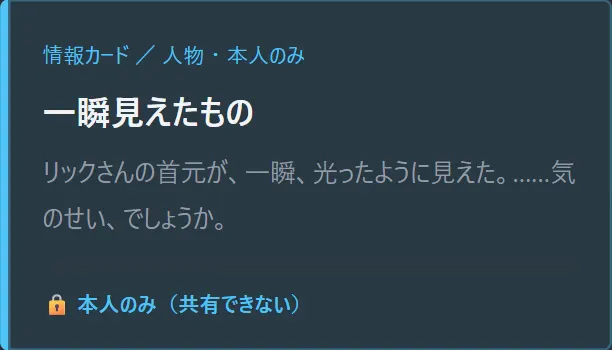 情報カード ／ 人物 · 本人のみ
一瞬見えたもの
リックさんの首元が、一瞬、光ったように見えた。……気
のせい、でしょうか。
本人のみ（共有できない）